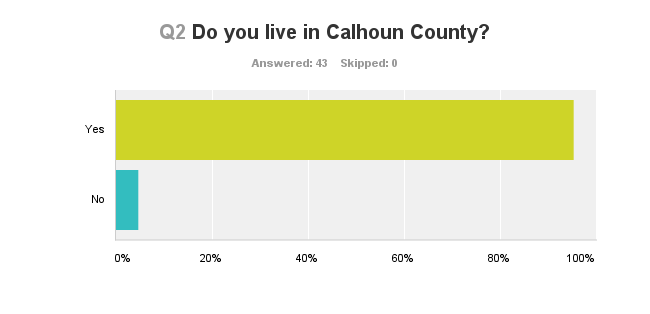 Q2 Do you live in Calhoun County?
Answered: 43 Skipped: 0
Yes
No
0% 20% 40% 60% 80% 100%